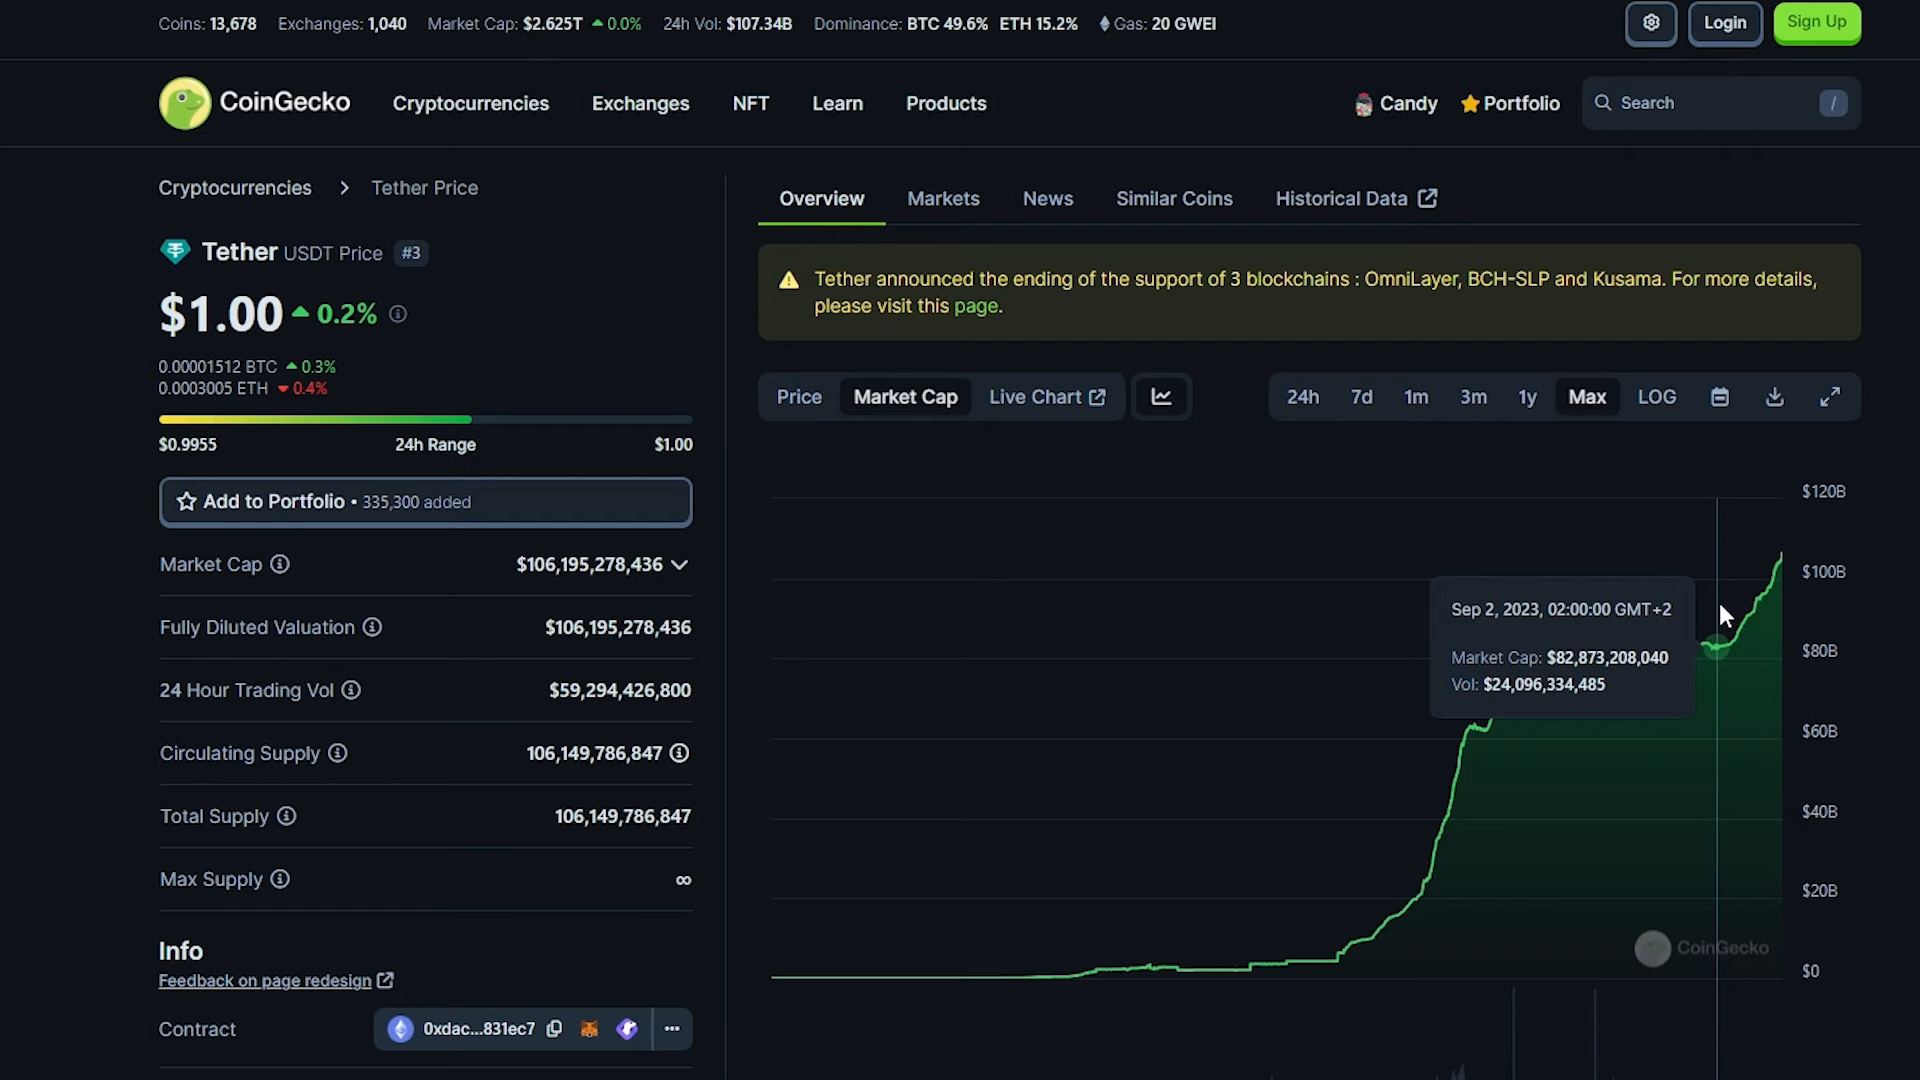 Coins: 13,678 Exchanges: 1,040 Market Cap: $2.625T 0.0% 24h Vol: $107.34B Dominance: BTC 49.6% ETH 15.2% Gas: 20 GWEI
Login
Sign Up
CoinGecko
Cryptocurrencies Exchanges NFT Learn Products
Candy Portfolio
Search /
Cryptocurrencies > Tether Price
Tether USDT Price #3
$1.00 0.2%
0.00001512 BTC 0.3%
0.0003005 ETH 0.4%
$0.9955 24h Range $1.00
Add to Portfolio • 335,300 added
Market Cap $106,195,278,436
Fully Diluted Valuation $106,195,278,436
24 Hour Trading Vol $59,294,426,800
Circulating Supply 106,149,786,847
Total Supply 106,149,786,847
Max Supply ∞
Info
Feedback on page redesign
Contract 0xdac...831ec7
Overview Markets News Similar Coins Historical Data
Tether announced the ending of the support of 3 blockchains : OmniLayer, BCH-SLP and Kusama. For more details,
please visit this page.
Price Market Cap Live Chart
24h 7d 1m 3m 1y Max LOG
$120B
$100B
$80B
$60B
$40B
$20B
$0
Sep 2, 2023, 02:00:00 GMT+2
Market Cap: $82,873,208,040
Vol: $24,096,334,485
CoinGecko